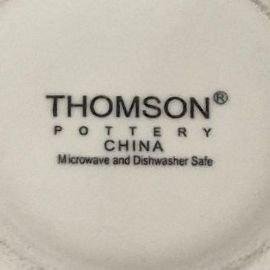 THOMSON®
POTTERY
CHINA
Microwave and Dishwasher Safe